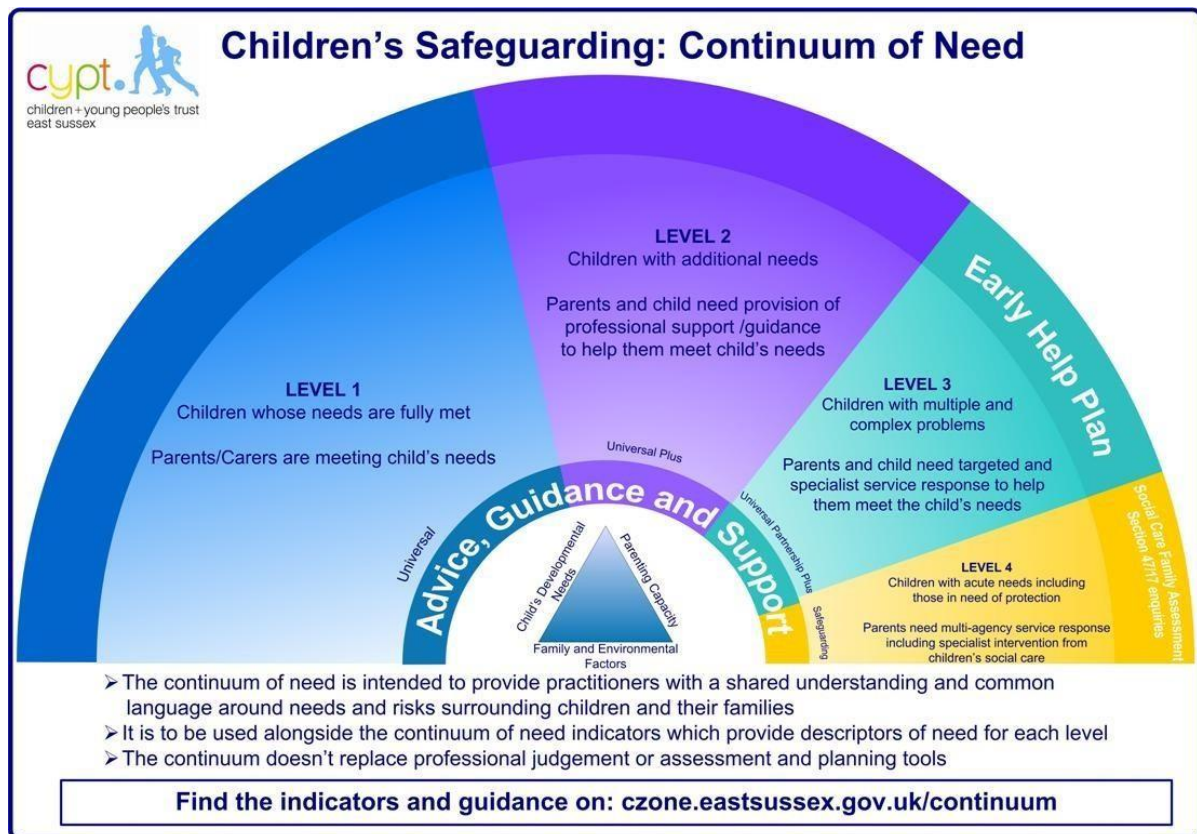 cypt.
children + young people's trust
east sussex
Children's Safeguarding: Continuum of Need
LEVEL 1
Children whose needs are fully met
Parents/Carers are meeting child's needs
LEVEL 2
Children with additional needs
Parents and child need provision of
professional support /guidance
to help them meet child's needs
Early Help Plan
LEVEL 3
Children with multiple and
complex problems
Parents and child need targeted and
specialist service response to help
them meet the child's needs
Social Care Family Assessment
Section 47/17 enquiries
LEVEL 4
Children with acute needs including
those in need of protection
Parents need multi-agency service response
including specialist intervention from
children's social care
Universal
Universal Plus
Universal Partnership Plus
Safeguarding
Advice, Guidance and Support
Child's Developmental
Needs
Parenting Capacity
Family and Environmental
Factors
➢ The continuum of need is intended to provide practitioners with a shared understanding and common
language around needs and risks surrounding children and their families
➢ It is to be used alongside the continuum of need indicators which provide descriptors of need for each level
➢ The continuum doesn't replace professional judgement or assessment and planning tools
Find the indicators and guidance on: czone.eastsussex.gov.uk/continuum